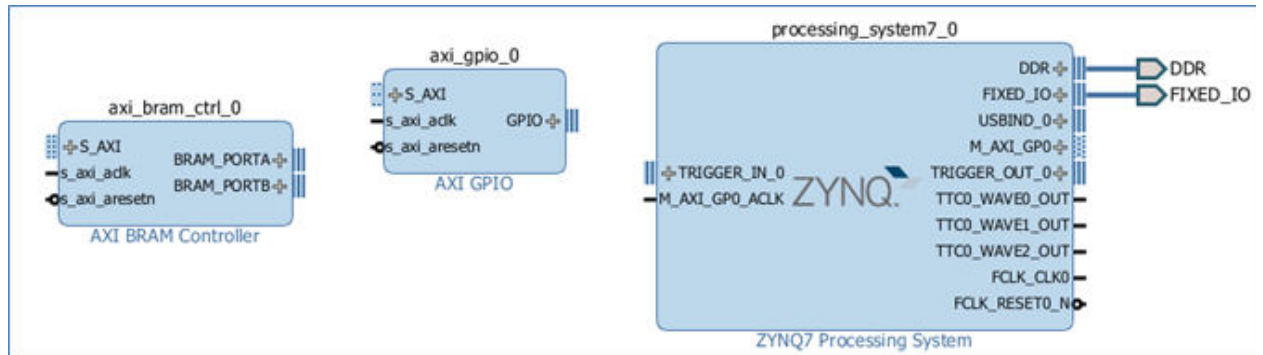 axi_bram_ctrl_0
S_AXI
s_axi_aclk
s_axi_aresetn
BRAM_PORTA
BRAM_PORTB
AXI BRAM Controller
axi_gpio_0
S_AXI
s_axi_aclk
s_axi_aresetn
GPIO
AXI GPIO
processing_system7_0
TRIGGER_IN_0
M_AXI_GP0_ACLK
ZYNQ
DDR
FIXED_IO
USBIND_0
M_AXI_GP0
TRIGGER_OUT_0
TTC0_WAVE0_OUT
TTC0_WAVE1_OUT
TTC0_WAVE2_OUT
FCLK_CLK0
FCLK_RESET0_N
ZYNQ7 Processing System
DDR
FIXED_IO